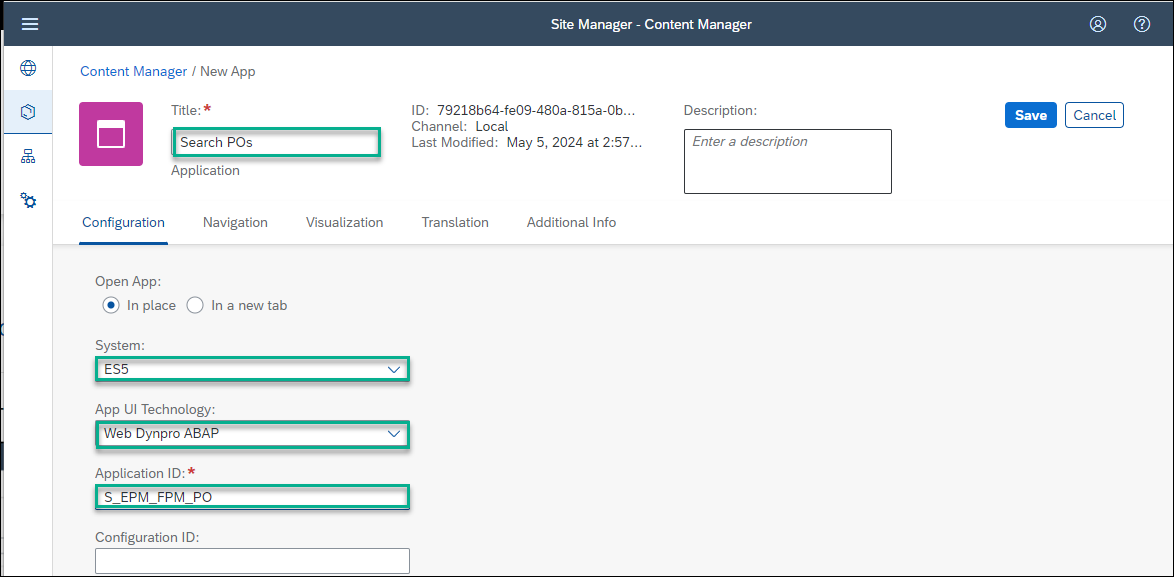 Site Manager - Content Manager
Content Manager / New App
Title:*
Search POs
Application
ID: 79218b64-fe09-480a-815a-0b...
Channel: Local
Last Modified: May 5, 2024 at 2:57...
Description:
Enter a description
Save
Cancel
Configuration
Navigation
Visualization
Translation
Additional Info
Open App:
In place
In a new tab
System:
ES5
App UI Technology:
Web Dynpro ABAP
Application ID:*
S_EPM_FPM_PO
Configuration ID: